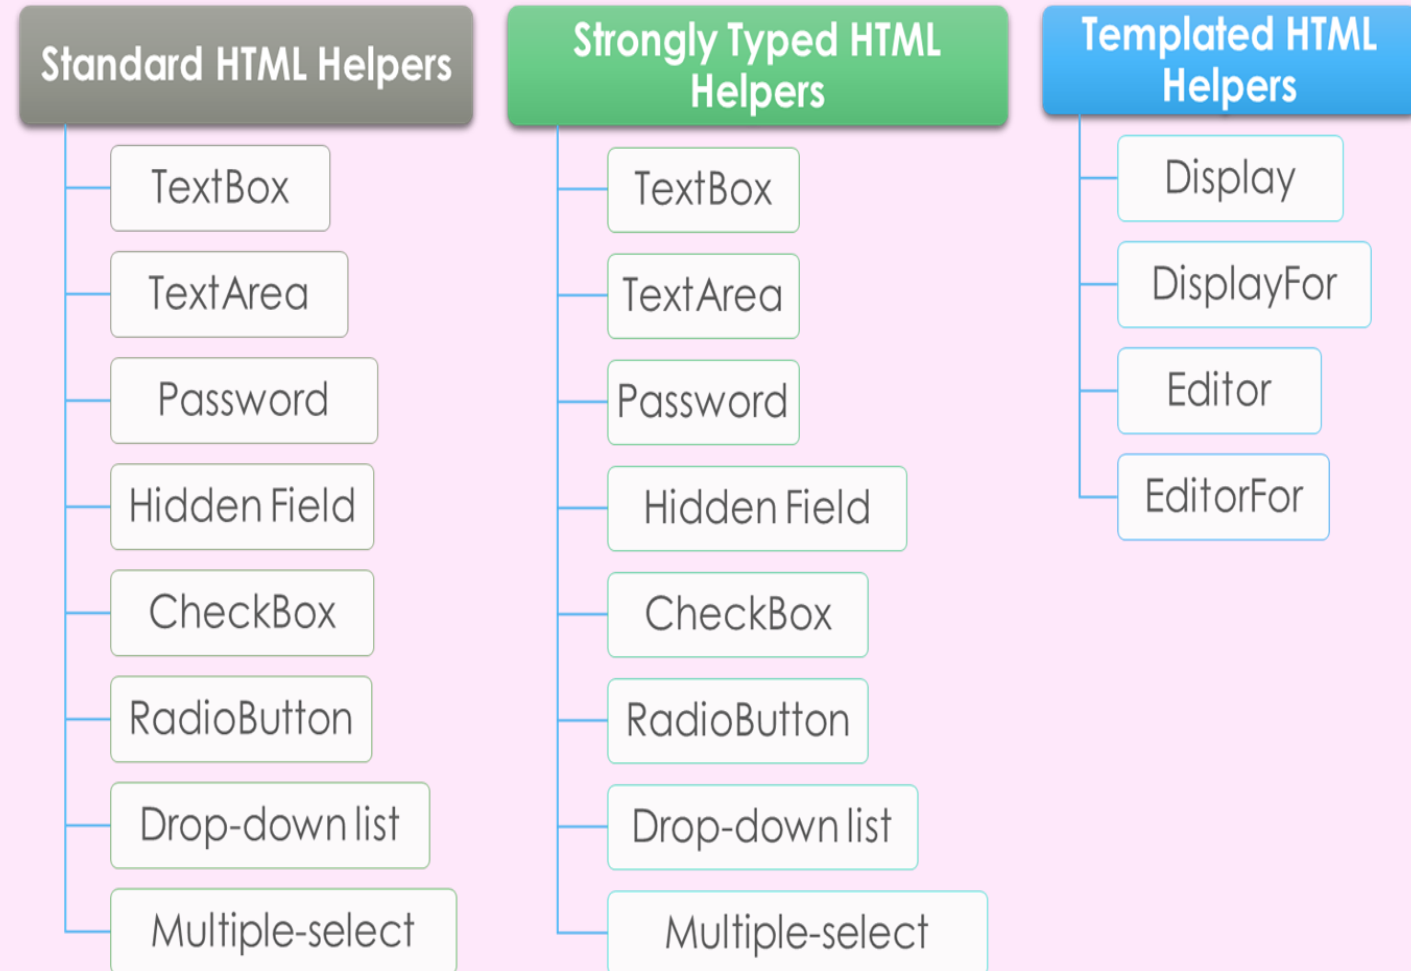 Standard HTML Helpers
TextBox
TextArea
Password
Hidden Field
CheckBox
RadioButton
Drop-down list
Multiple-select
Strongly Typed HTML
Helpers
TextBox
TextArea
Password
Hidden Field
CheckBox
RadioButton
Drop-down list
Multiple-select
Templated HTML
Helpers
Display
DisplayFor
Editor
EditorFor